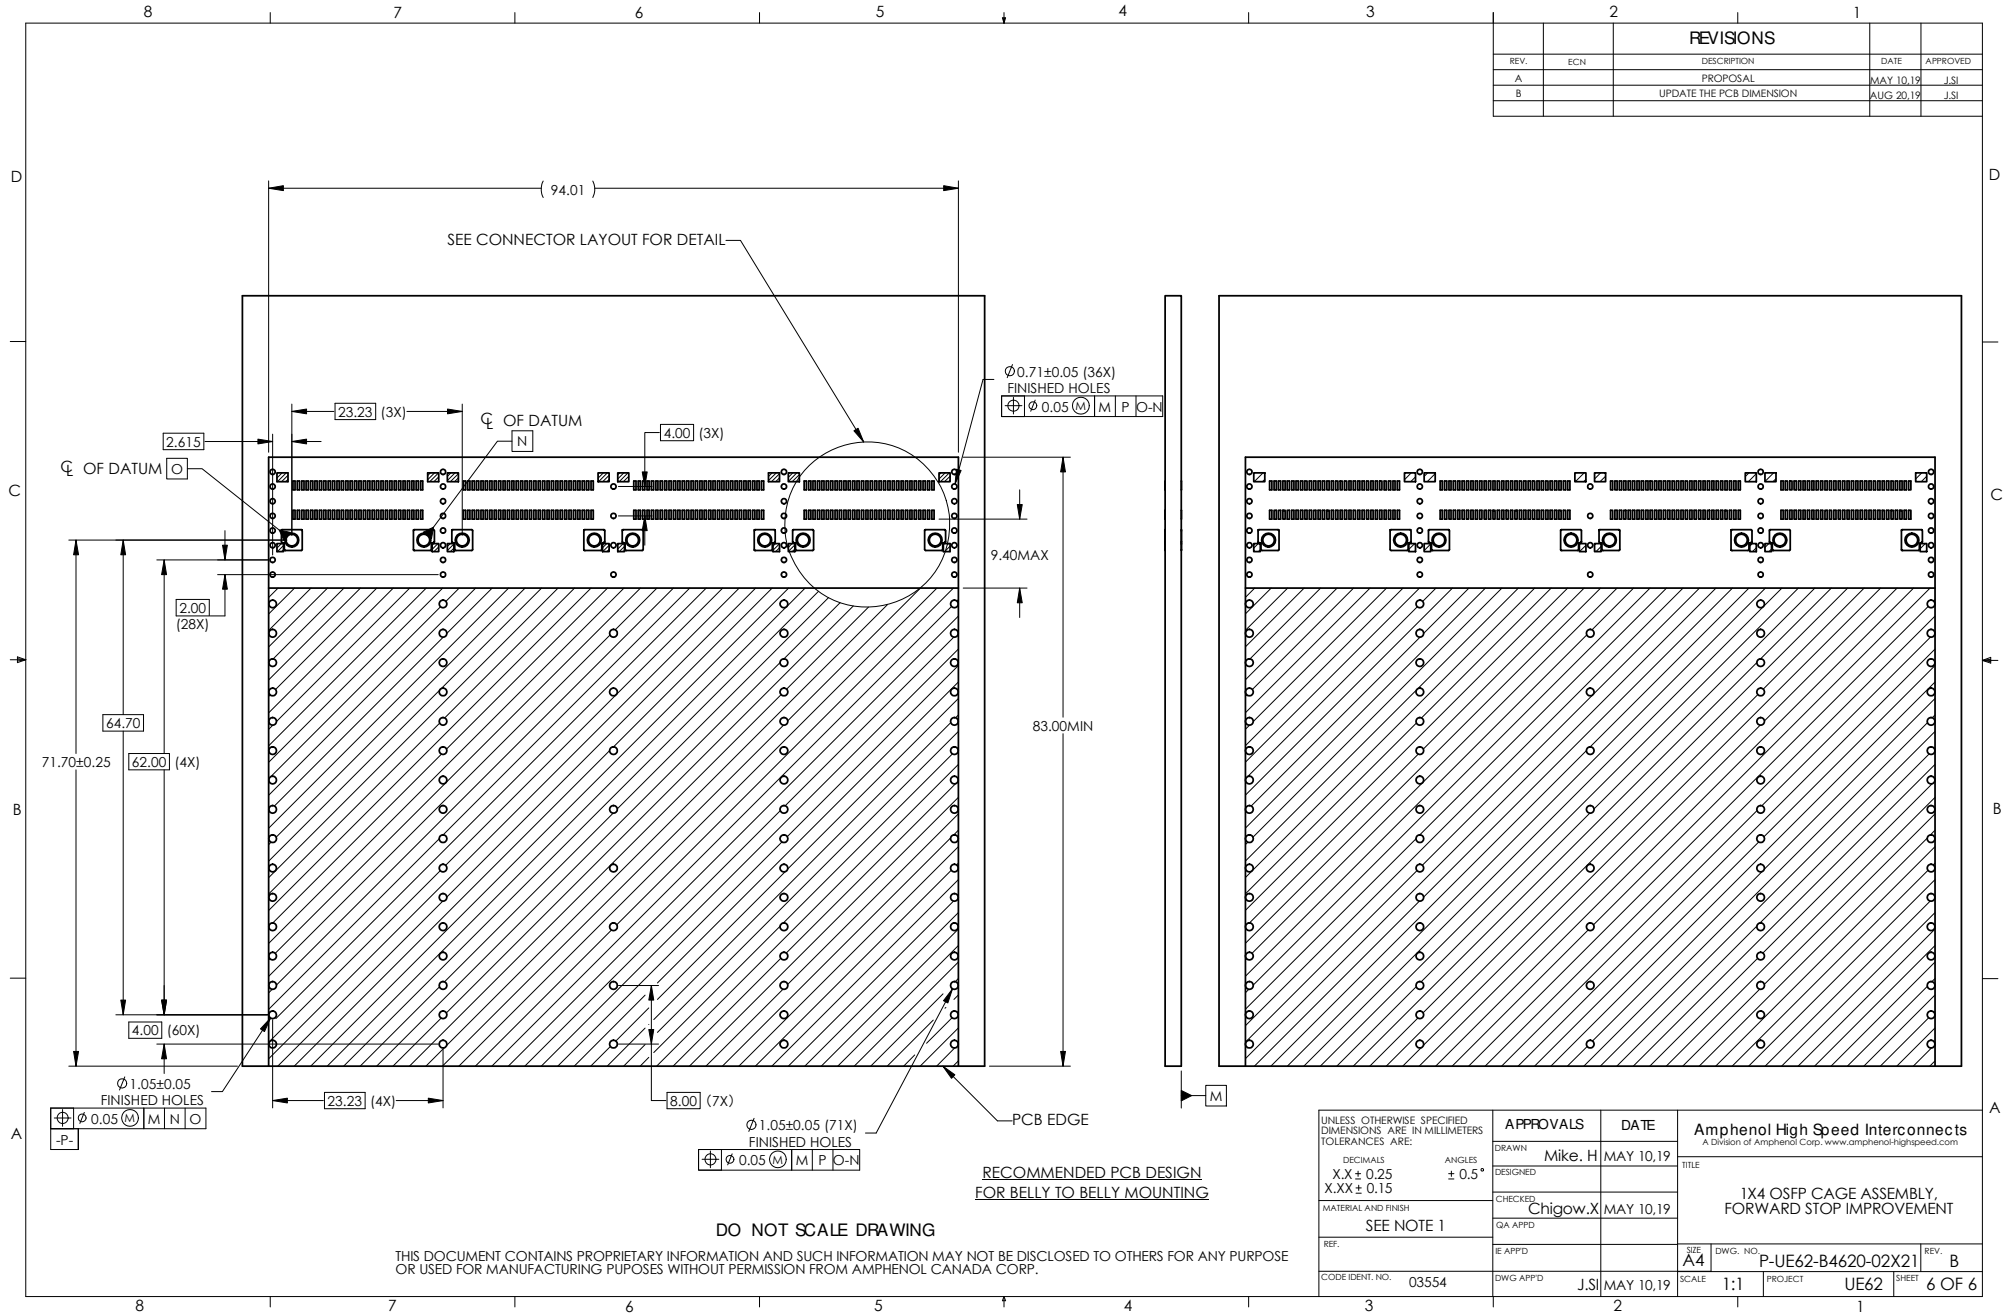 8 7 6 5 4 3 2 1
REVISIONS
REV. ECN DESCRIPTION DATE APPROVED
A PROPOSAL MAY 10,19 J.SI
B UPDATE THE PCB DIMENSION AUG 20,19 J.SI
D D
( 94.01 )
SEE CONNECTOR LAYOUT FOR DETAIL
Ø0.71±0.05 (36X)
FINISHED HOLES
⌖ Ø 0.05 Ⓜ M P O-N
23.23 (3X)
℄ OF DATUM
N
2.615
4.00 (3X)
℄ OF DATUM O
C C
9.40MAX
2.00
(28X)
64.70
83.00MIN
71.70±0.25
62.00 (4X)
B B
4.00 (60X)
Ø1.05±0.05
FINISHED HOLES
⌖ Ø 0.05 Ⓜ M N O
-P-
23.23 (4X)
8.00 (7X)
M
A A
PCB EDGE
Ø1.05±0.05 (71X)
FINISHED HOLES
⌖ Ø 0.05 Ⓜ M P O-N
RECOMMENDED PCB DESIGN
FOR BELLY TO BELLY MOUNTING
DO NOT SCALE DRAWING
THIS DOCUMENT CONTAINS PROPRIETARY INFORMATION AND SUCH INFORMATION MAY NOT BE DISCLOSED TO OTHERS FOR ANY PURPOSE
OR USED FOR MANUFACTURING PUPOSES WITHOUT PERMISSION FROM AMPHENOL CANADA CORP.
UNLESS OTHERWISE SPECIFIED
DIMENSIONS ARE IN MILLIMETERS
TOLERANCES ARE:
DECIMALS ANGLES
X.X ± 0.25 ± 0.5°
X.XX ± 0.15
MATERIAL AND FINISH
SEE NOTE 1
REF.
CODE IDENT. NO. 03554
APPROVALS DATE
DRAWN Mike. H MAY 10,19
DESIGNED
CHECKED Chigow.X MAY 10,19
QA APPD
IE APP'D
DWG APP'D J.SI MAY 10,19
Amphenol High Speed Interconnects
A Division of Amphenol Corp. www.amphenol-highspeed.com
TITLE
1X4 OSFP CAGE ASSEMBLY,
FORWARD STOP IMPROVEMENT
SIZE A4 DWG. NO. P-UE62-B4620-02X21 REV. B
SCALE 1:1 PROJECT UE62 SHEET 6 OF 6
8 7 6 5 4 3 2 1